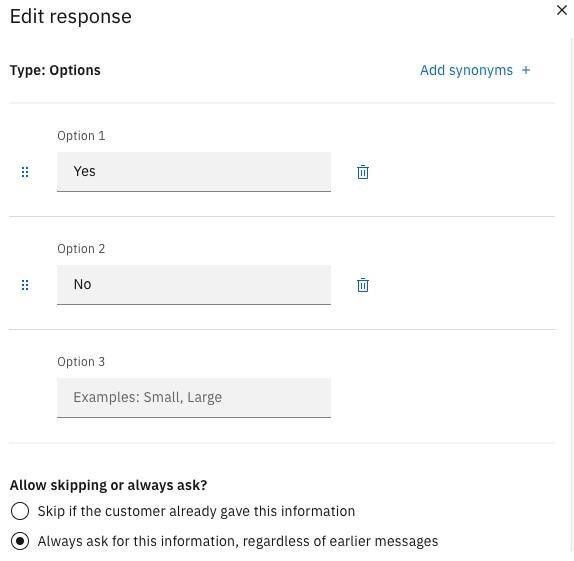 Edit response
Type: Options
Add synonyms +
Option 1
Yes
Option 2
No
Option 3
Examples: Small, Large
Allow skipping or always ask?
Skip if the customer already gave this information
Always ask for this information, regardless of earlier messages